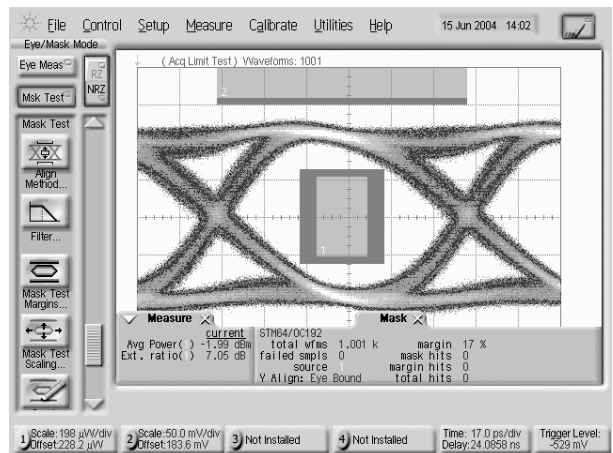 File Control Setup Measure Calibrate Utilities Help 15 Jun 2004 14:02
Eye/Mask Mode
Eye Meas
RZ
NRZ
Msk Test
( Acq Limit Test ) Waveforms: 1001
2
Mask Test
Align
Method...
Filter...
1
Mask Test
Margins...
Mask Test
Scaling...
Measure
Mask
current
Avg Power(1) -1.99 dBm
Ext. ratio(1) 7.05 dB
STM64/OC192
total wfms 1.001 k margin 17 %
failed smpls 0 mask hits 0
source 1 margin hits 0
Y Align: Eye Bound total hits 0
1 Scale:198 µW/div
Offset:228.2 µW
2 Scale:50.0 mV/div
Offset:183.6 mV
3 Not Installed
4 Not Installed
Time: 17.0 ps/div
Delay:24.0858 ns
Trigger Level:
-529 mV